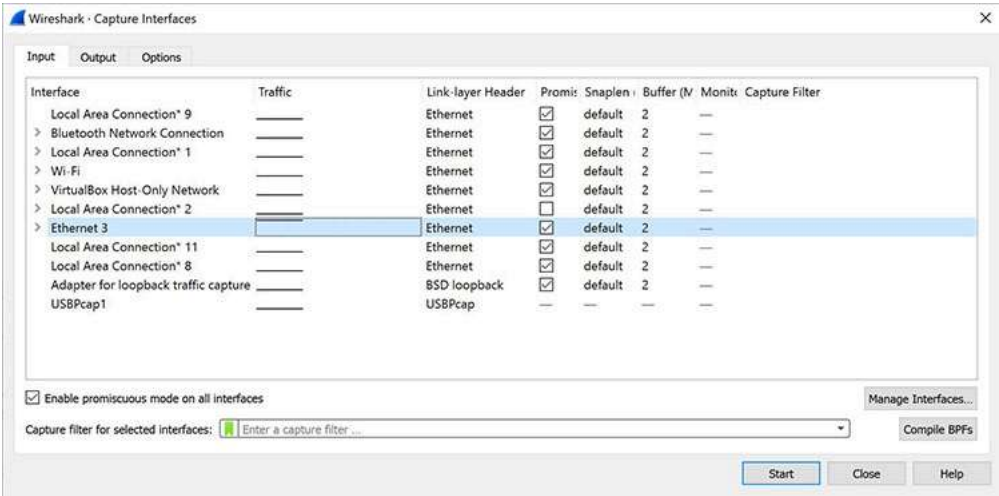 Wireshark · Capture Interfaces
Input Output Options
Interface Traffic Link-layer Header Promis Snaplen ( Buffer (M Monito Capture Filter
Local Area Connection* 9 Ethernet default 2 —
Bluetooth Network Connection Ethernet default 2 —
Local Area Connection* 1 Ethernet default 2 —
Wi-Fi Ethernet default 2 —
VirtualBox Host-Only Network Ethernet default 2 —
Local Area Connection* 2 Ethernet default 2 —
Ethernet 3 Ethernet default 2 —
Local Area Connection* 11 Ethernet default 2 —
Local Area Connection* 8 Ethernet default 2 —
Adapter for loopback traffic capture BSD loopback default 2 —
USBPcap1 USBPcap — — — —
Enable promiscuous mode on all interfaces Manage Interfaces...
Capture filter for selected interfaces: Enter a capture filter ... Compile BPFs
Start Close Help